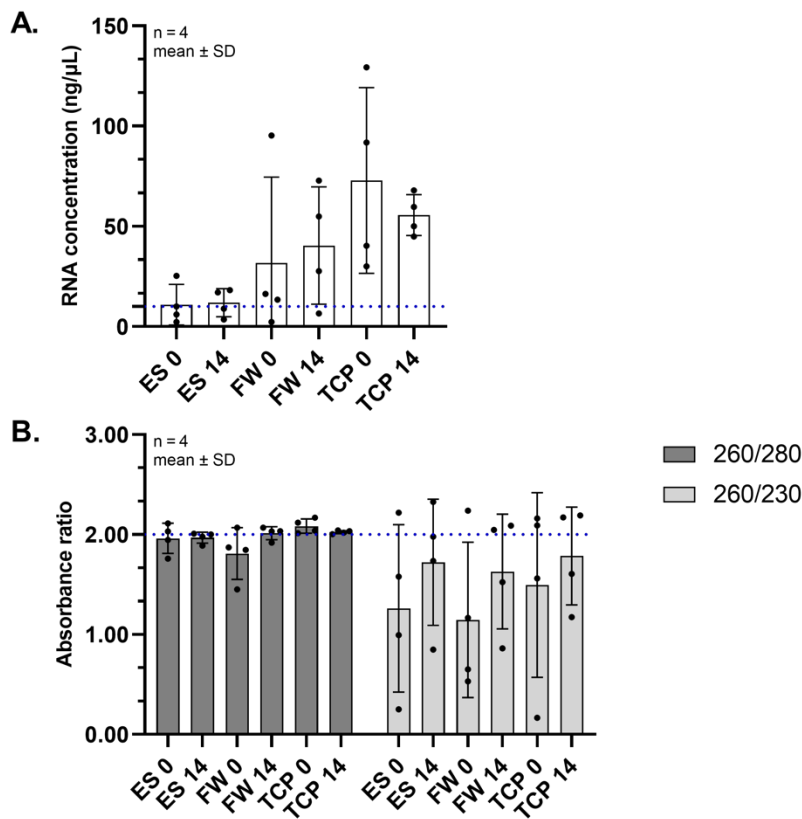 A.
n = 4
mean ± SD
RNA concentration (ng/µL)
150
100
50
0
ES 0
ES 14
FW 0
FW 14
TCP 0
TCP 14
B.
n = 4
mean ± SD
Absorbance ratio
3.00
2.00
1.00
0.00
ES 0
ES 14
FW 0
FW 14
TCP 0
TCP 14
ES 0
ES 14
FW 0
FW 14
TCP 0
TCP 14
260/280
260/230